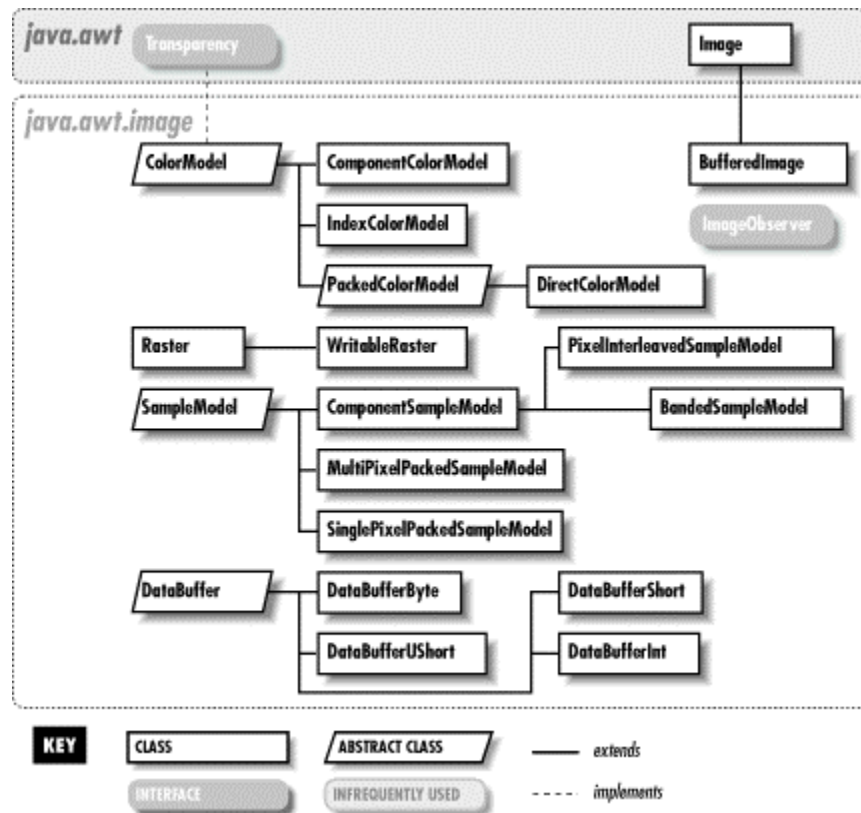 java.awt
Transparency
Image
java.awt.image
ColorModel
ComponentColorModel
BufferedImage
IndexColorModel
ImageObserver
PackedColorModel
DirectColorModel
Raster
WritableRaster
PixelInterleavedSampleModel
SampleModel
ComponentSampleModel
BandedSampleModel
MultiPixelPackedSampleModel
SinglePixelPackedSampleModel
DataBuffer
DataBufferByte
DataBufferShort
DataBufferUShort
DataBufferInt
KEY
CLASS
ABSTRACT CLASS
extends
INTERFACE
INFREQUENTLY USED
implements